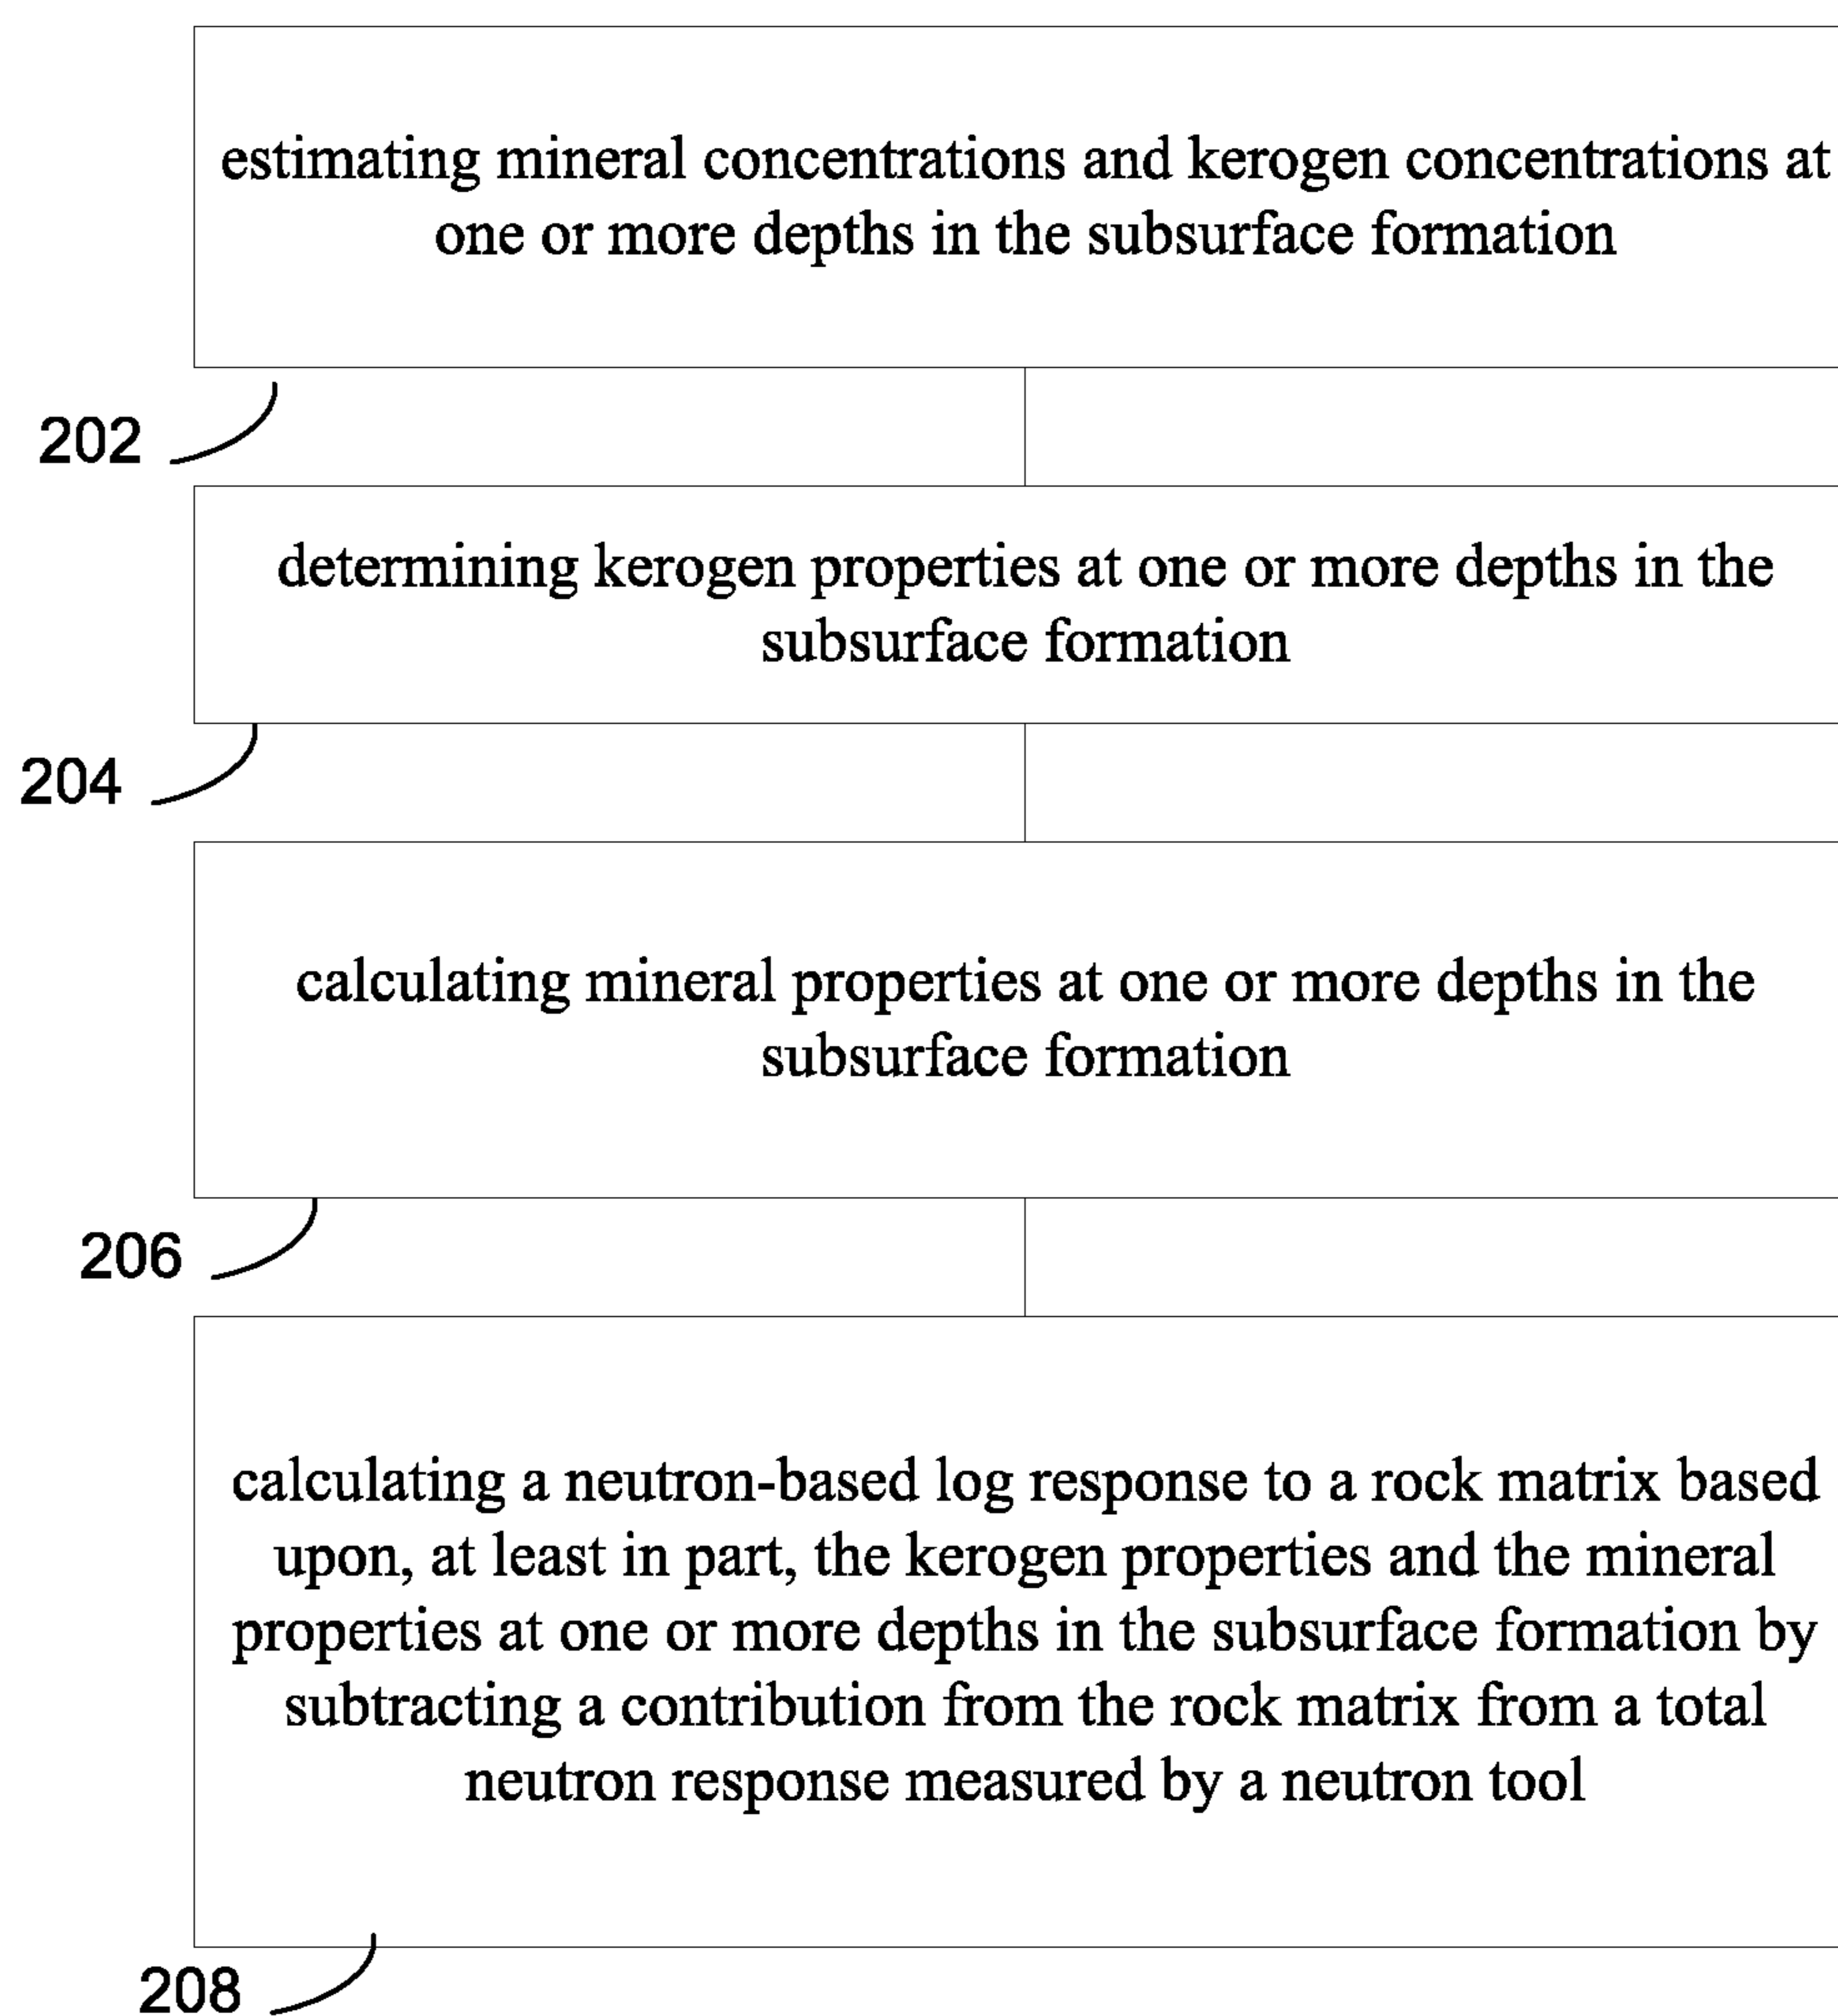 estimating mineral concentrations and kerogen concentrations at
one or more depths in the subsurface formation
202
determining kerogen properties at one or more depths in the
subsurface formation
204
calculating mineral properties at one or more depths in the
subsurface formation
206
calculating a neutron-based log response to a rock matrix based
upon, at least in part, the kerogen properties and the mineral
properties at one or more depths in the subsurface formation by
subtracting a contribution from the rock matrix from a total
neutron response measured by a neutron tool
208